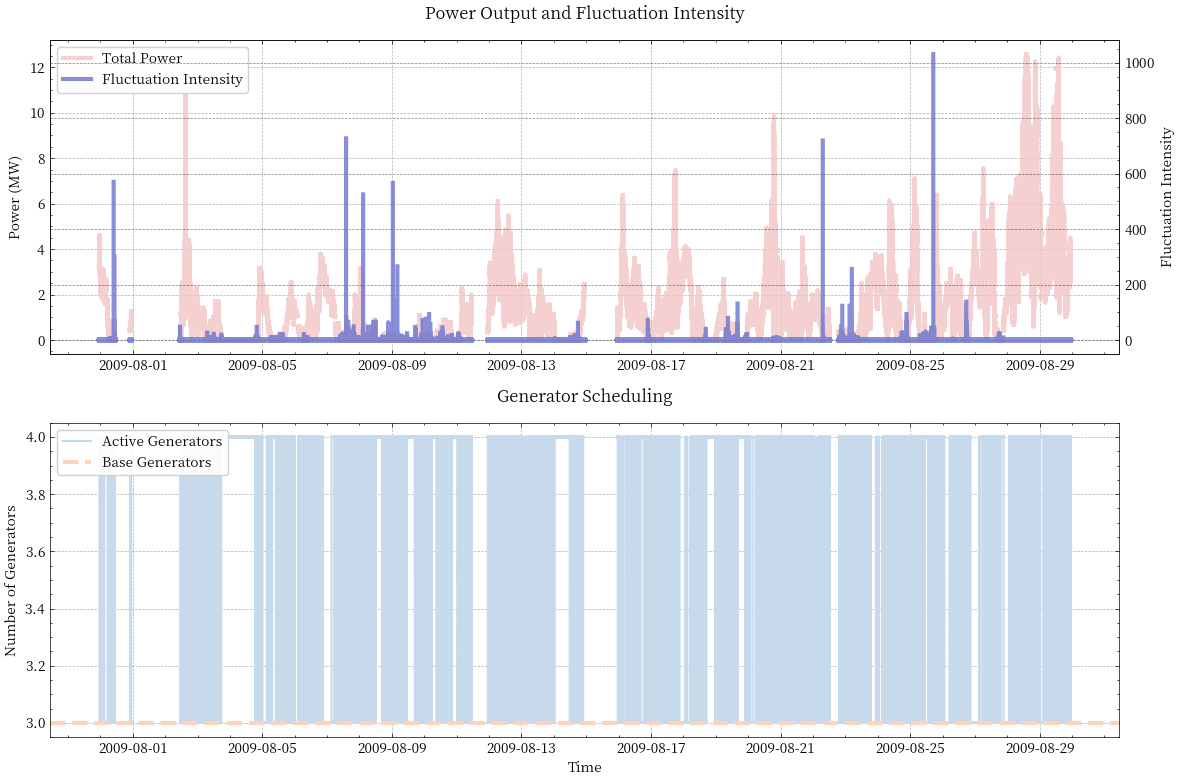 Power Output and Fluctuation Intensity
Total Power
Fluctuation Intensity
Power (MW)
12
10
8
6
4
2
0
1000
800
600
400
200
0
Fluctuation Intensity
2009-08-01 2009-08-05 2009-08-09 2009-08-13 2009-08-17 2009-08-21 2009-08-25 2009-08-29
Generator Scheduling
Active Generators
Base Generators
Number of Generators
4.0
3.8
3.6
3.4
3.2
3.0
2009-08-01 2009-08-05 2009-08-09 2009-08-13 2009-08-17 2009-08-21 2009-08-25 2009-08-29
Time